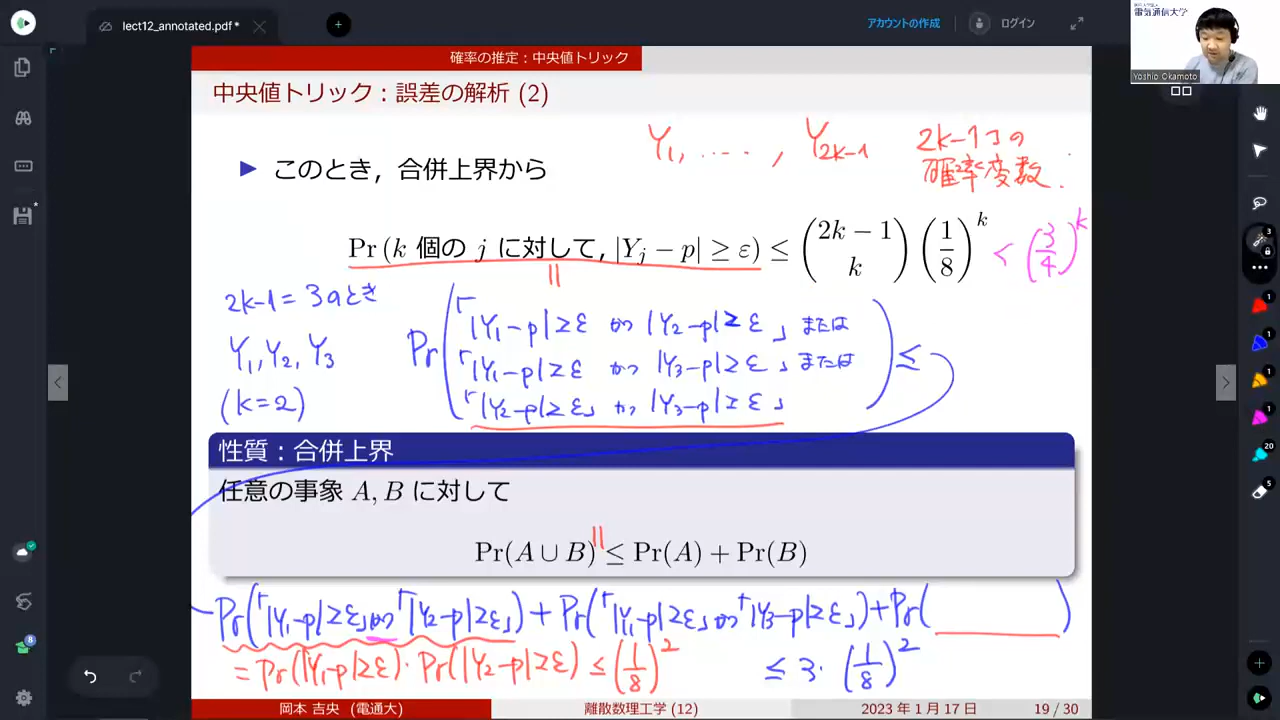 lect12_annotated.pdf *
アカウントの作成
ログイン
電気通信大学
Yoshio Okamoto
確率の推定：中央値トリック
中央値トリック：誤差の解析 (2)
Y1, ....., Y2k-1
2k-1コの
確率変数.
▶ このとき，合併上界から
Pr (k 個の j に対して, |Yj − p| ≥ ε) ≤ (2k − 1 k) (1/8)^k < (3/4)^k
2k-1 = 3のとき
Y1, Y2, Y3
(k=2)
Pr(「|Y1-p|≥ε かつ |Y2-p|≥ε」または
「|Y1-p|≥ε かつ |Y3-p|≥ε」または
「|Y2-p|≥ε」かつ |Y3-p|≥ε」) ≤
性質：合併上界
任意の事象 A, B に対して
Pr(A ∪ B) ≤ Pr(A) + Pr(B)
Pr(「|Y1-p|≥ε」かつ「|Y2-p|≥ε」) + Pr(「|Y1-p|≥ε」かつ「|Y3-p|≥ε」) + Pr( )
= Pr(|Y1-p|≥ε)・Pr(|Y2-p|≥ε) ≤ (1/8)^2
≤ 3・(1/8)^2
岡本 吉央 (電通大)
離散数理工学 (12)
2023 年 1 月 17 日
19 / 30